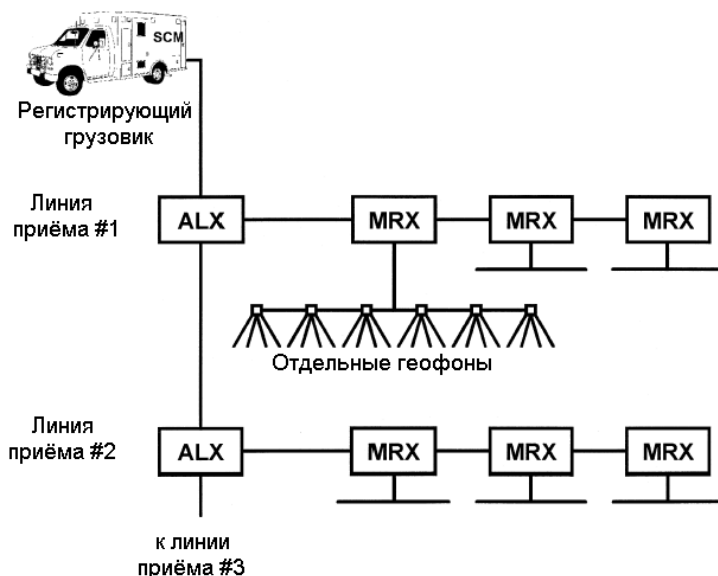 SCM
Регистрирующий
грузовик
Линия
приёма #1
ALX
MRX
MRX
MRX
Отдельные геофоны
Линия
приёма #2
ALX
MRX
MRX
MRX
к линии
приёма #3